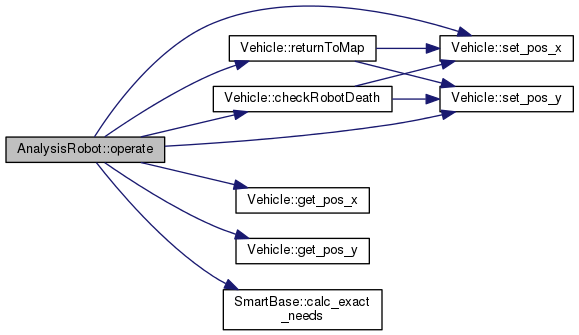 AnalysisRobot::operate
Vehicle::returnToMap
Vehicle::checkRobotDeath
Vehicle::get_pos_x
Vehicle::get_pos_y
SmartBase::calc_exact
_needs
Vehicle::set_pos_x
Vehicle::set_pos_y